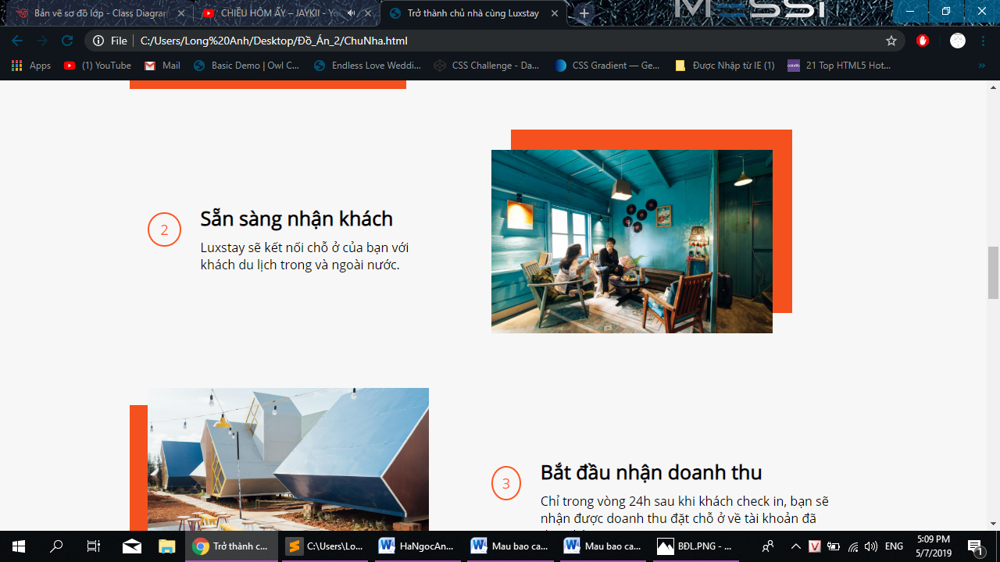 Bản vẽ sơ đồ lớp - Class Diagran
CHIỀU HÔM ẤY – JAYKII - Yo
Trở thành chủ nhà cùng Luxstay
MESSI
File
C:/Users/Long%20Anh/Desktop/Đồ_Án_2/ChuNha.html
Apps
(1) YouTube
Mail
Basic Demo | Owl C...
Endless Love Weddi...
CSS Challenge - Da...
CSS Gradient — Ge...
Được Nhập từ IE (1)
21 Top HTML5 Hot...
2
Sẵn sàng nhận khách
Luxstay sẽ kết nối chỗ ở của bạn với
khách du lịch trong và ngoài nước.
3
Bắt đầu nhận doanh thu
Chỉ trong vòng 24h sau khi khách check in, bạn sẽ
nhận được doanh thu đặt chỗ ở về tài khoản đã
Trở thành c...
C:\Users\Lo...
HaNgocAn...
Mau bao ca...
Mau bao ca...
BĐL.PNG - ...
ENG
5:09 PM
5/7/2019
1